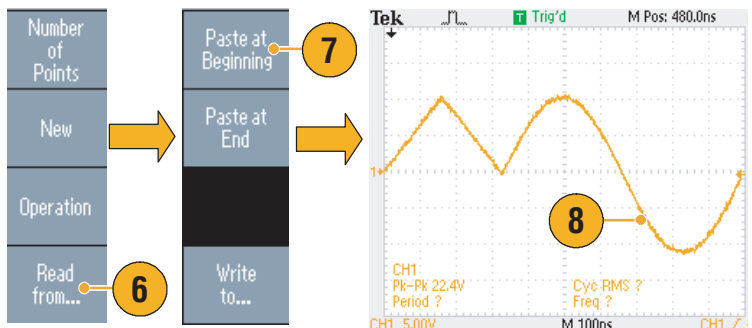 Number
of
Points
New
Operation
Read
from...
6
Paste at
Beginning
7
Paste at
End
Write
to...
Tek
T Trig'd
M Pos: 480.0ns
1
8
CH1
Pk-Pk 22.4V
Cyc RMS ?
Period ?
Freq ?
CH1 5.00V
M 100ns
CH1